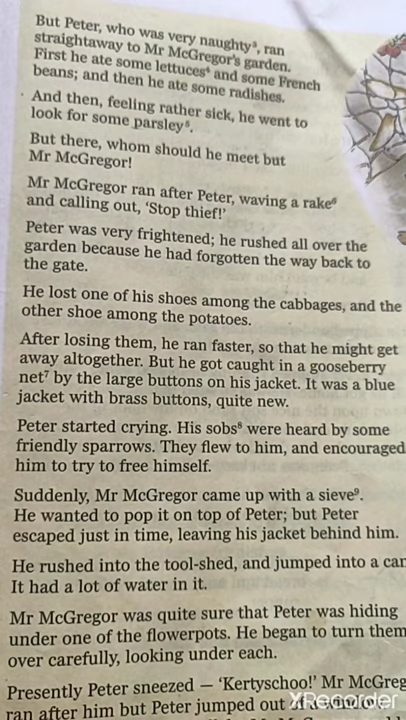 But Peter, who was very naughty³, ran
straightaway to Mr McGregor's garden.
First he ate some lettuces⁴ and some French
beans; and then he ate some radishes.
And then, feeling rather sick, he went to
look for some parsley⁵.
But there, whom should he meet but
Mr McGregor!
Mr McGregor ran after Peter, waving a rake⁶
and calling out, 'Stop thief!'
Peter was very frightened; he rushed all over the
garden because he had forgotten the way back to
the gate.
He lost one of his shoes among the cabbages, and the
other shoe among the potatoes.
After losing them, he ran faster, so that he might get
away altogether. But he got caught in a gooseberry
net⁷ by the large buttons on his jacket. It was a blue
jacket with brass buttons, quite new.
Peter started crying. His sobs⁸ were heard by some
friendly sparrows. They flew to him, and encouraged
him to try to free himself.
Suddenly, Mr McGregor came up with a sieve⁹.
He wanted to pop it on top of Peter; but Peter
escaped just in time, leaving his jacket behind him.
He rushed into the tool-shed, and jumped into a
It had a lot of water in it.
Mr McGregor was quite sure that Peter was hiding
under one of the flowerpots. He began to turn them
over carefully, looking under each.
Presently Peter sneezed – 'Kertyschoo!' Mr
ran after him but Peter jumped out
XRecorder